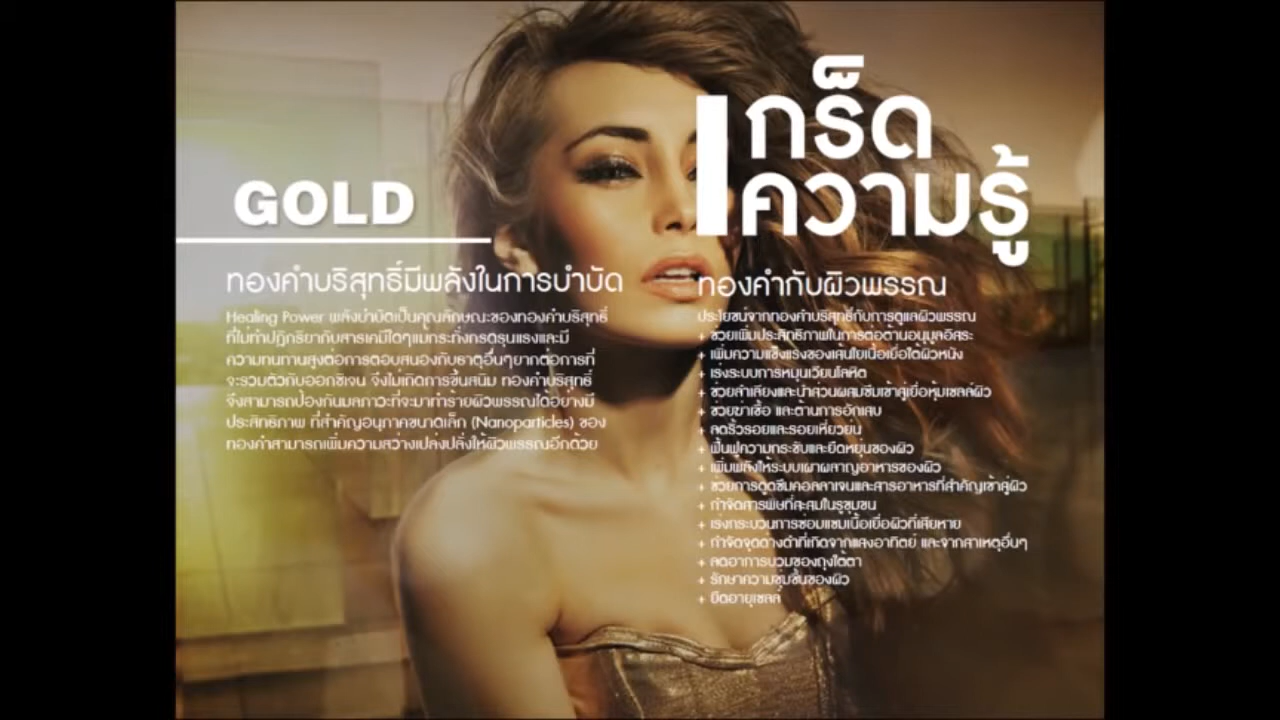 GOLD
ทองคำบริสุทธิ์มีพลังในการบำบัด
Healing Power พลังบำบัดเป็นคุณลักษณะของทองคำบริสุทธิ์
ที่ไม่ทำปฏิกิริยากับสารเคมีใดๆแม้กระทั่งกรดรุนแรงและมี
ความทนทานสูงต่อการตอบสนองกับธาตุอื่นๆยากต่อการที่
จะรวมตัวกับออกซิเจน จึงไม่เกิดการขึ้นสนิม ทองคำบริสุทธิ์
จึงสามารถป้องกันมลภาวะที่จะมาทำร้ายผิวพรรณได้อย่างมี
ประสิทธิภาพ ที่สำคัญอนุภาคขนาดเล็ก (Nanoparticles) ของ
ทองคำสามารถเพิ่มความสว่างเปล่งปลั่งให้ผิวพรรณอีกด้วย
เกร็ด
ความรู้
ทองคำกับผิวพรรณ
ประโยชน์จากทองคำบริสุทธิ์กับการดูแลผิวพรรณ
+ ช่วยเพิ่มประสิทธิภาพในการต่อต้านอนุมูลอิสระ
+ เพิ่มความแข็งแรงของเส้นใยเนื้อเยื่อใต้ผิวหนัง
+ เร่งระบบการหมุนเวียนโลหิต
+ ช่วยลำเลียงและนำส่วนผสมซึมเข้าสู่เยื่อหุ้มเซลล์ผิว
+ ช่วยฆ่าเชื้อ และต้านการอักเสบ
+ ลดริ้วรอยและรอยเหี่ยวย่น
+ ฟื้นฟูความกระชับและยืดหยุ่นของผิว
+ เพิ่มพลังให้ระบบเผาผลาญอาหารของผิว
+ ช่วยการดูดซึมคอลลาเจนและสารอาหารที่สำคัญเข้าสู่ผิว
+ กำจัดสารพิษที่สะสมในรูขุมขน
+ เร่งกระบวนการซ่อมแซมเนื้อเยื่อผิวที่เสียหาย
+ กำจัดจุดด่างดำที่เกิดจากแสงอาทิตย์ และจากสาเหตุอื่นๆ
+ ลดอาการบวมของถุงใต้ตา
+ รักษาความชุ่มชื้นของผิว
+ ยืดอายุเซลล์